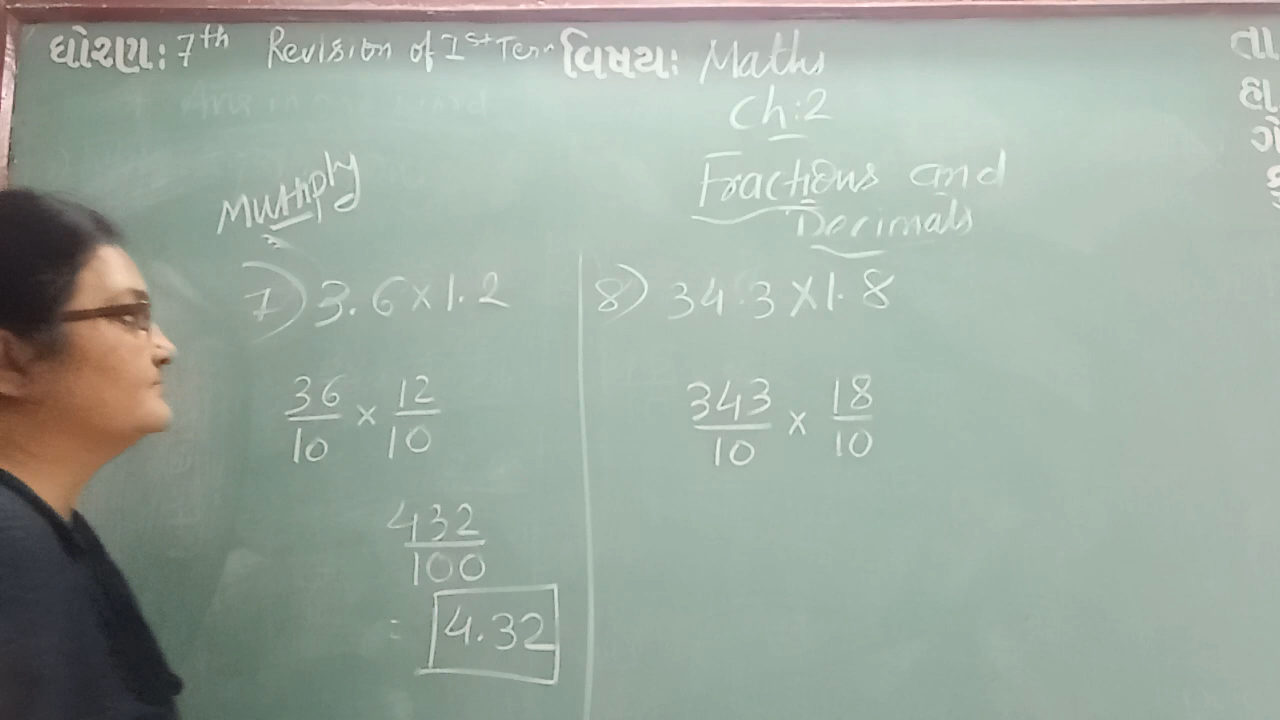 ધોરણ: 7th Revision of 1st Term વિષય: Maths
Ch:2
Fractions and
Decimals
Multiply
7) 3.6 x 1.2
36/10 x 12/10
432/100
= 4.32
8) 34.3 x 1.8
343/10 x 18/10
તા
હા